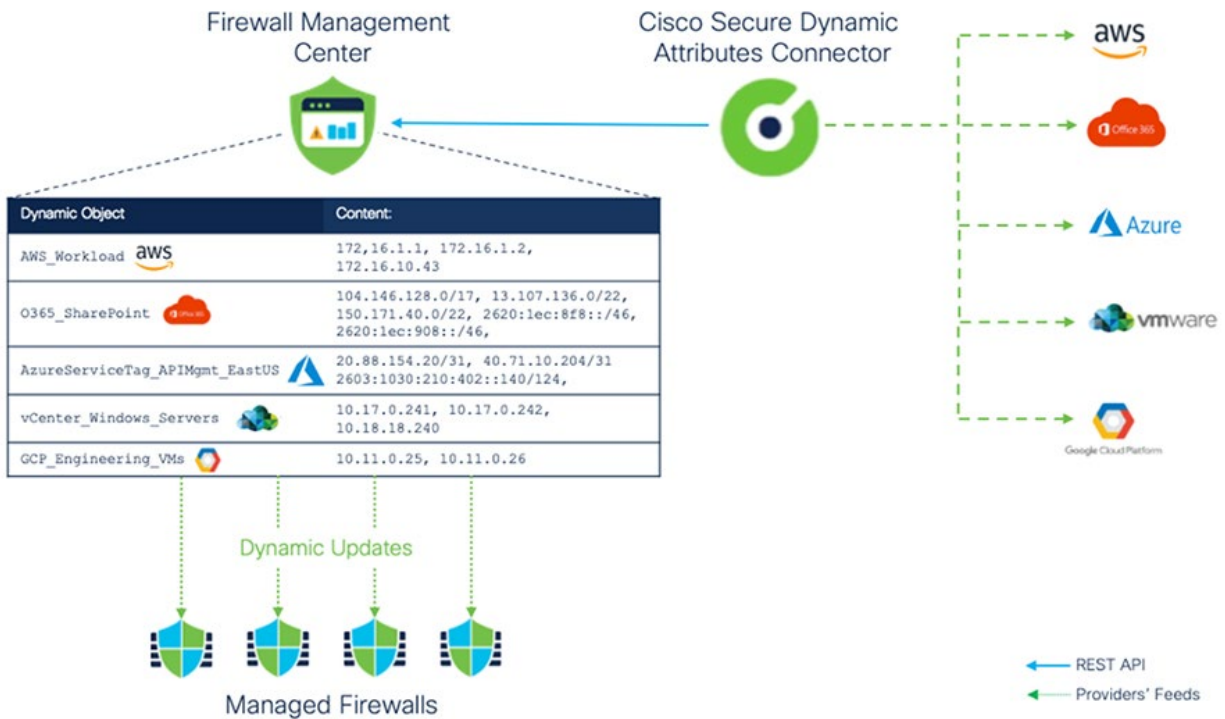 Firewall Management
Center
Cisco Secure Dynamic
Attributes Connector
aws
Office 365
Azure
vmware
Google Cloud Platform
Dynamic Object
Content:
AWS_Workload
aws
172,16.1.1, 172.16.1.2,
172.16.10.43
O365_SharePoint
Office 365
104.146.128.0/17, 13.107.136.0/22,
150.171.40.0/22, 2620:1ec:8f8::/46,
2620:1ec:908::/46,
AzureServiceTag_APIMgmt_EastUS
20.88.154.20/31, 40.71.10.204/31
2603:1030:210:402::140/124,
vCenter_Windows_Servers
10.17.0.241, 10.17.0.242,
10.18.18.240
GCP_Engineering_VMs
10.11.0.25, 10.11.0.26
Dynamic Updates
Managed Firewalls
REST API
Providers' Feeds